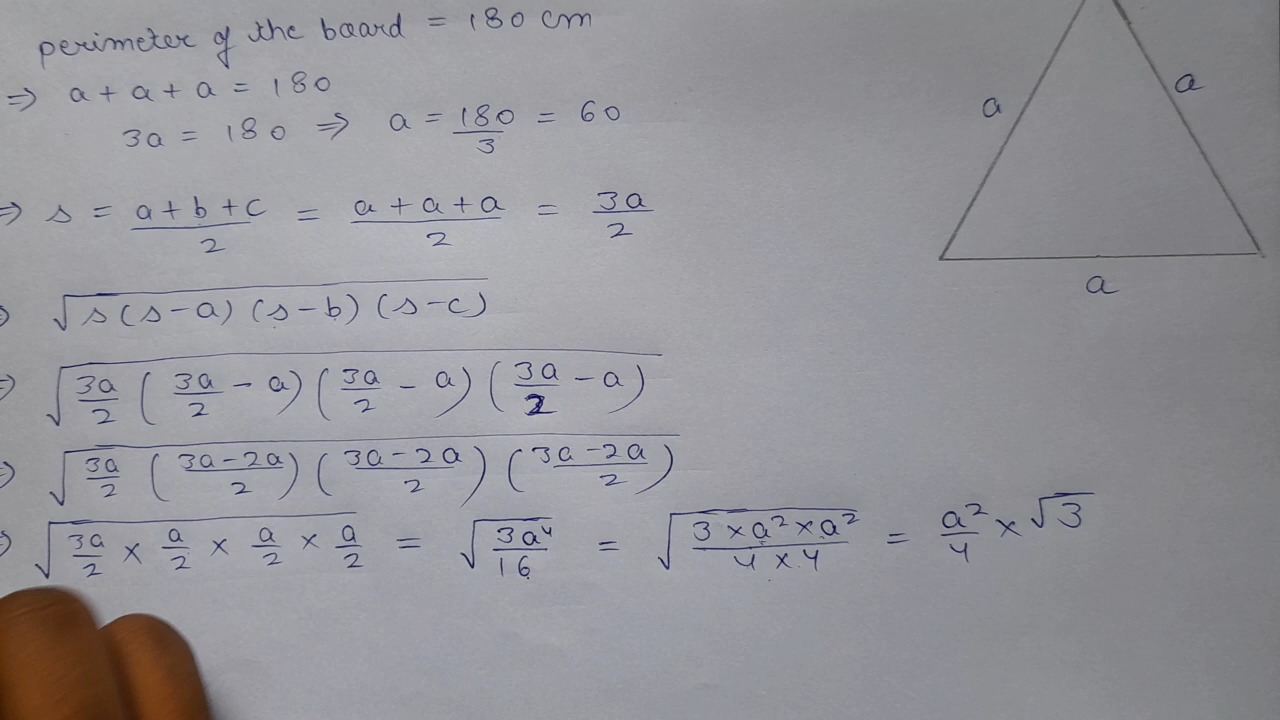 perimeter of the board = 180 cm
⇒ a + a + a = 180
3a = 180 ⇒ a = 180/3 = 60
⇒ s = (a+b+c)/2 = (a+a+a)/2 = 3a/2
⇒ √(s(s-a)(s-b)(s-c))
⇒ √(3a/2 (3a/2 - a)(3a/2 - a)(3a/2 - a))
⇒ √(3a/2 ((3a-2a)/2)((3a-2a)/2)((3a-2a)/2))
⇒ √(3a/2 × a/2 × a/2 × a/2) = √(3a⁴/16) = √((3×a²×a²)/(4×4)) = a²/4 × √3
a
a
a